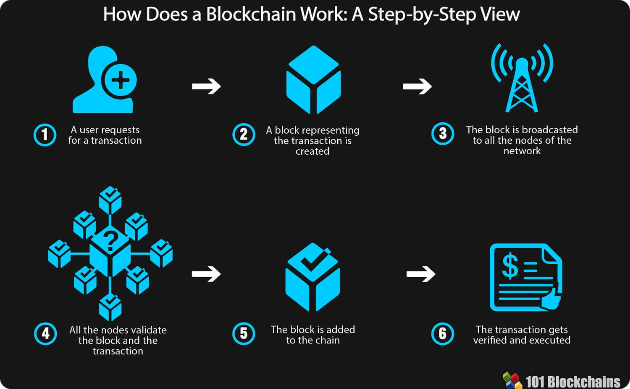 How Does a Blockchain Work: A Step-by-Step View
1
A user requests
for a transaction
2
A block representing
the transaction is
created
3
The block is broadcasted
to all the nodes of the
network
?
4
All the nodes validate
the block and the
transaction
5
The block is added
to the chain
$
6
The transaction gets
verified and executed
101 Blockchains